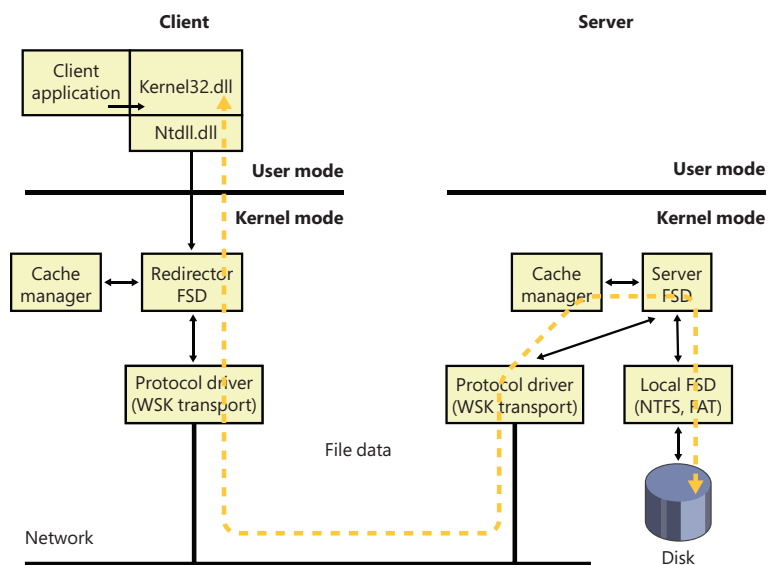 Client
Server
Client
application
Kernel32.dll
Ntdll.dll
User mode
User mode
Kernel mode
Kernel mode
Cache
manager
Redirector
FSD
Cache
manager
Server
FSD
Protocol driver
(WSK transport)
Protocol driver
(WSK transport)
Local FSD
(NTFS, FAT)
File data
Network
Disk